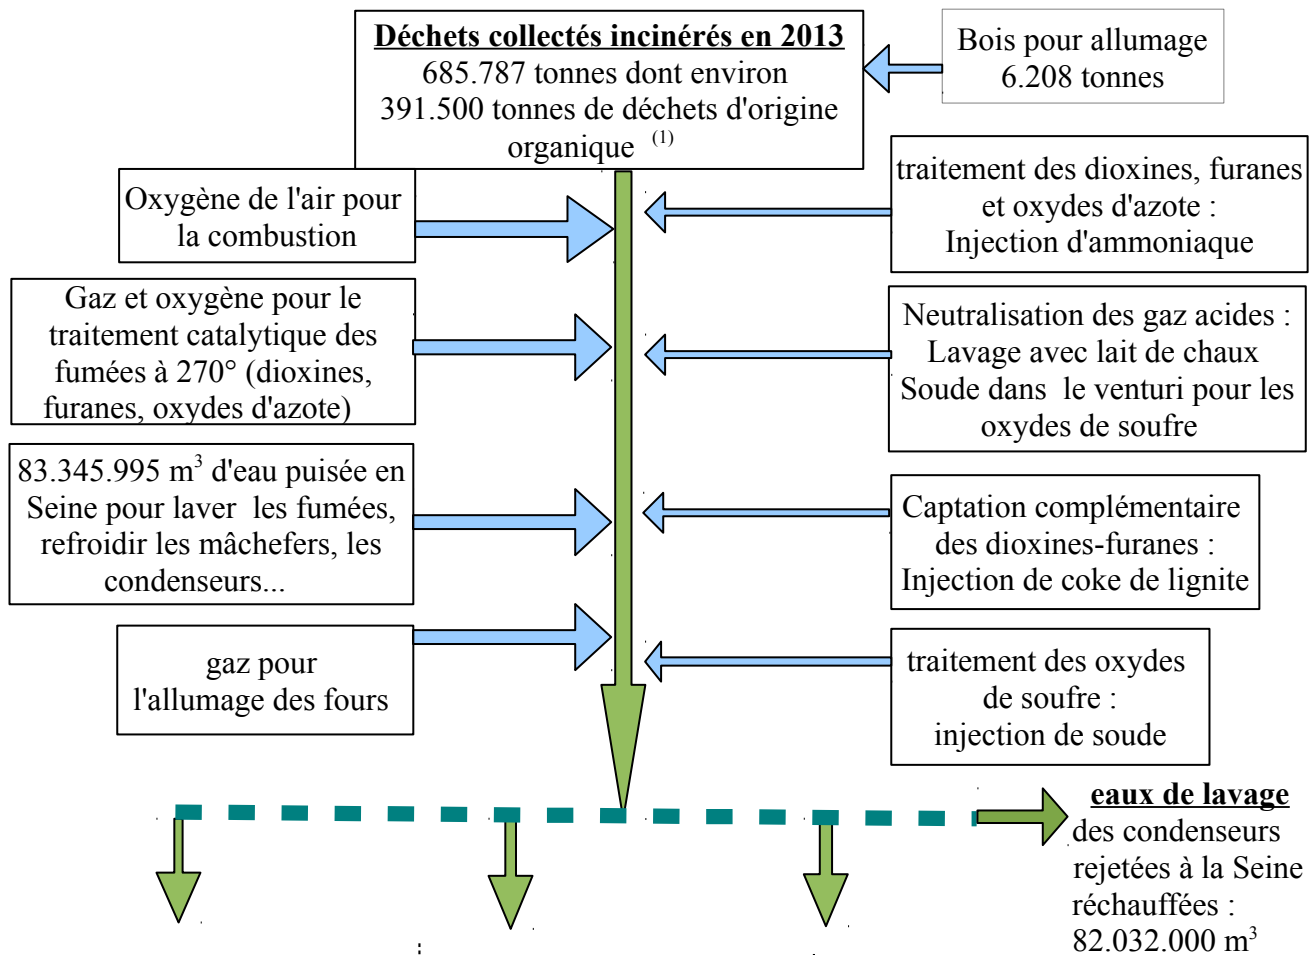 Déchets collectés incinérés en 2013
685.787 tonnes dont environ
391.500 tonnes de déchets d'origine
organique (1)
Bois pour allumage
6.208 tonnes
Oxygène de l'air pour
la combustion
traitement des dioxines, furanes
et oxydes d'azote :
Injection d'ammoniaque
Gaz et oxygène pour le
traitement catalytique des
fumées à 270° (dioxines,
furanes, oxydes d'azote)
Neutralisation des gaz acides :
Lavage avec lait de chaux
Soude dans le venturi pour les
oxydes de soufre
83.345.995 m³ d'eau puisée en
Seine pour laver les fumées,
refroidir les mâchefers, les
condenseurs...
Captation complémentaire
des dioxines-furanes :
Injection de coke de lignite
gaz pour
l'allumage des fours
traitement des oxydes
de soufre :
injection de soude
eaux de lavage
des condenseurs
rejetées à la Seine
réchauffées :
82.032.000 m³